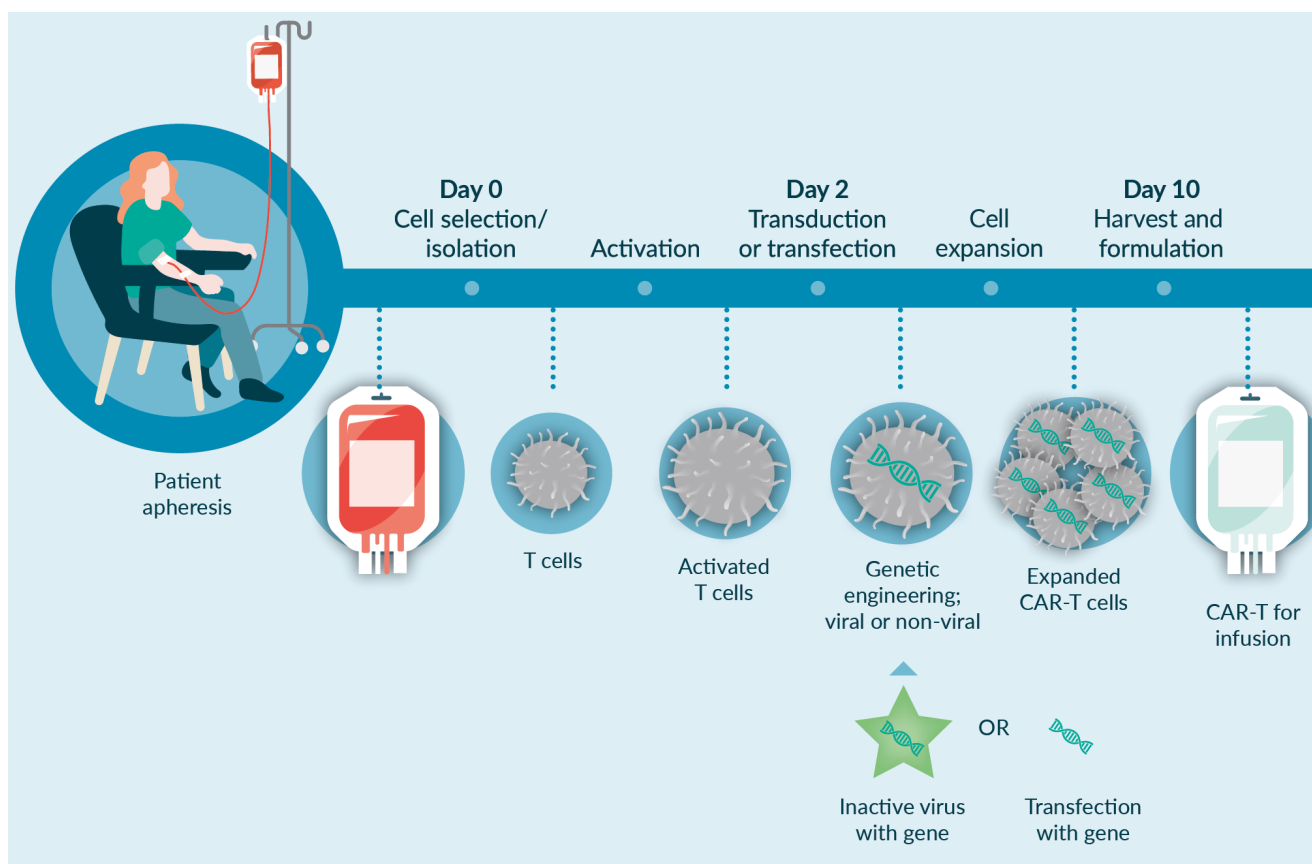 Day 0
Cell selection/
isolation
Activation
Day 2
Transduction
or transfection
Cell
expansion
Day 10
Harvest and
formulation
Patient
apheresis
T cells
Activated
T cells
Genetic
engineering;
viral or non-viral
Expanded
CAR-T cells
CAR-T for
infusion
OR
Inactive virus
with gene
Transfection
with gene